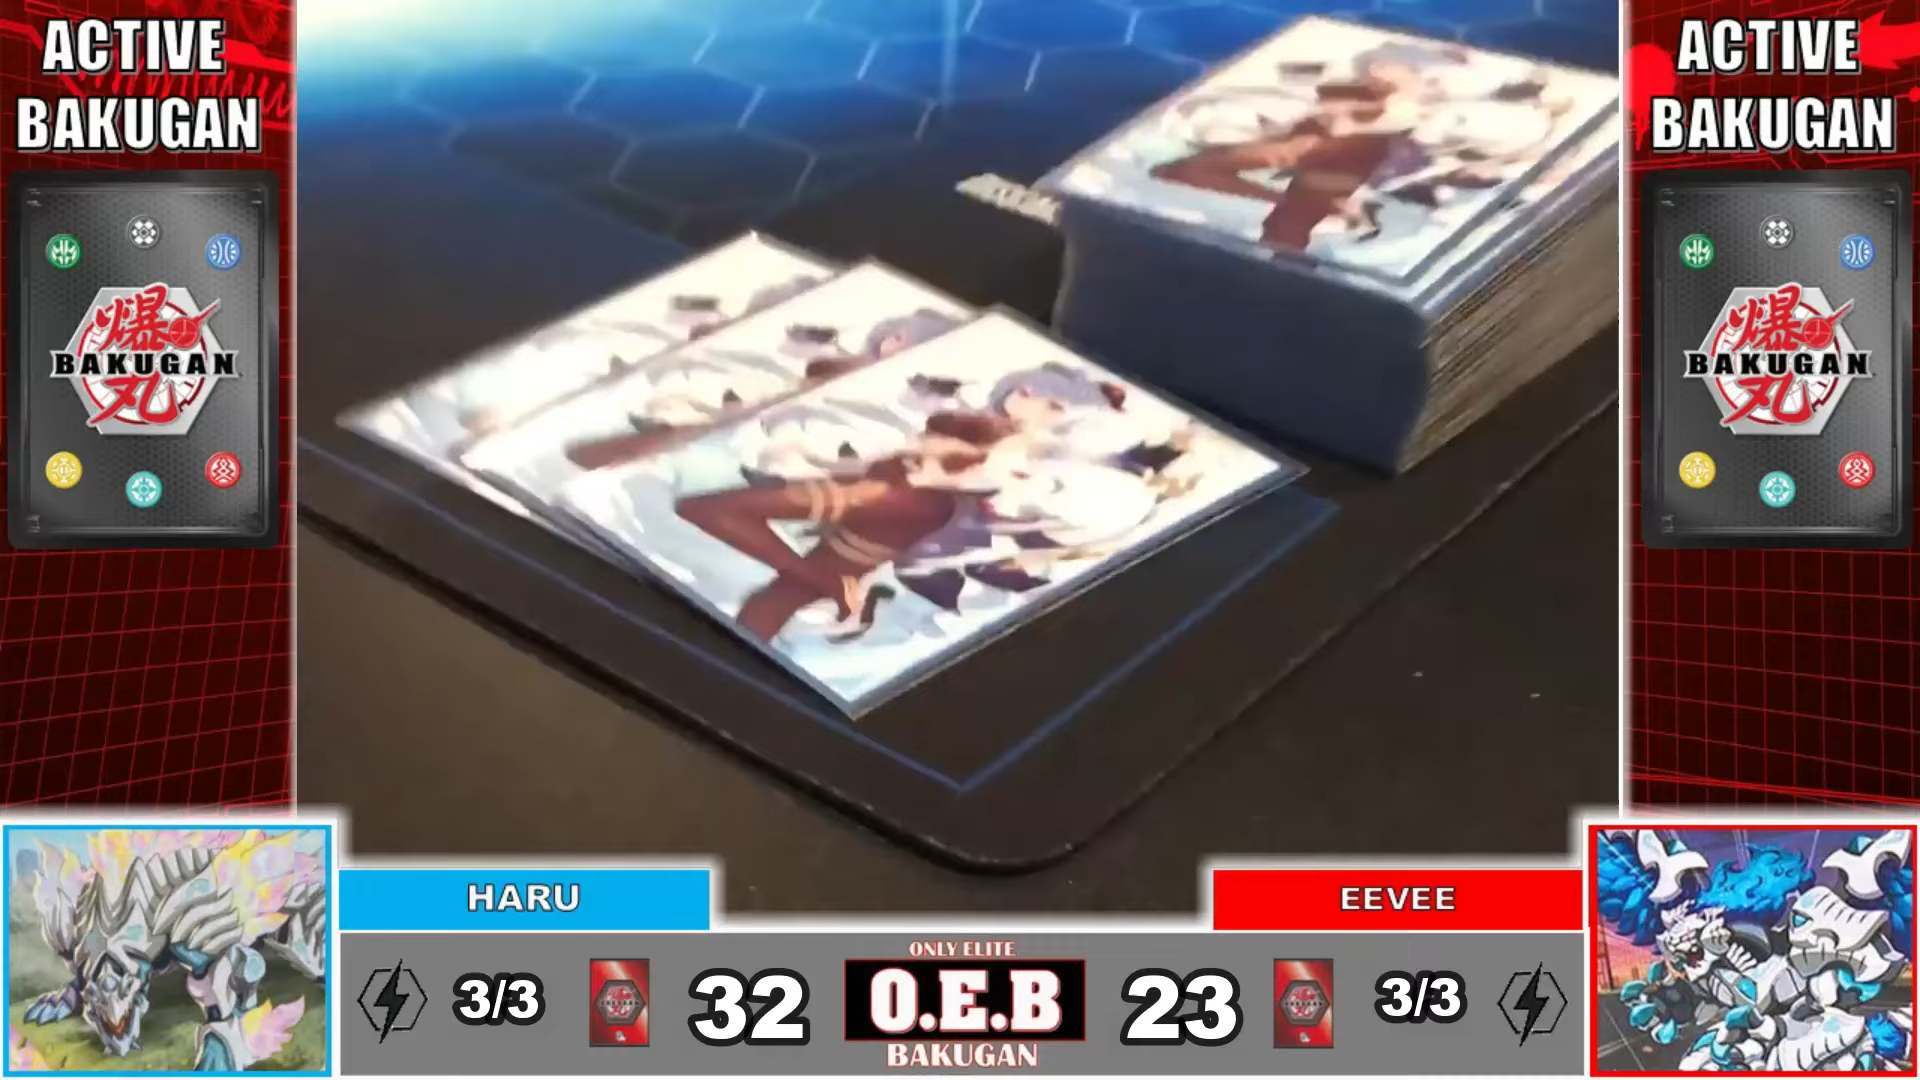 ACTIVE
BAKUGAN
爆
BAKUGAN
丸
ACTIVE
BAKUGAN
爆
BAKUGAN
丸
HARU
EEVEE
3/3
32
ONLY ELITE
O.E.B
BAKUGAN
23
3/3